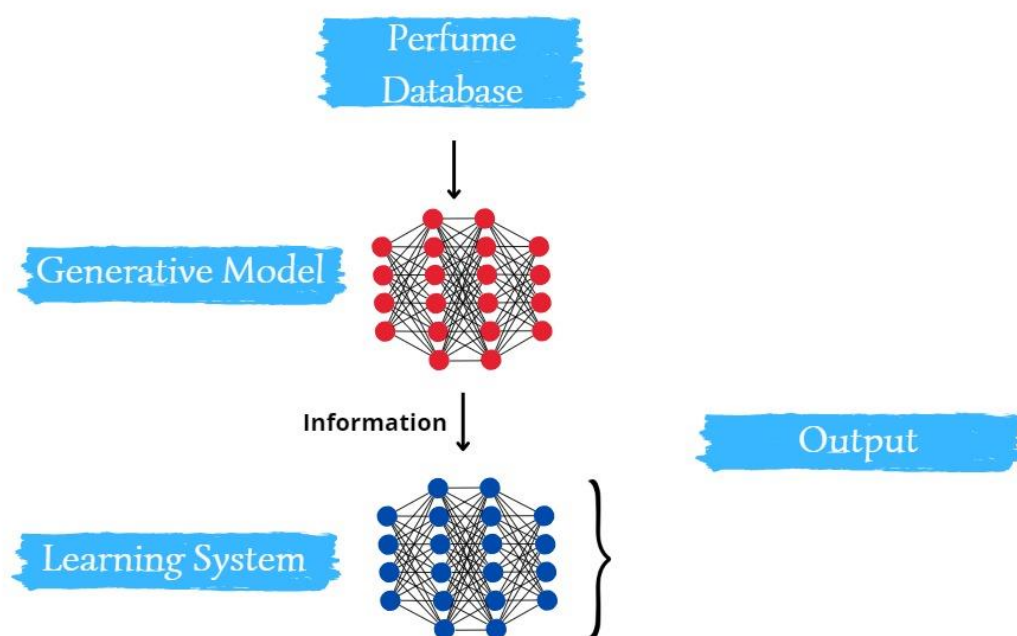 Perfume
Database
Generative Model
Information
Output
Learning System